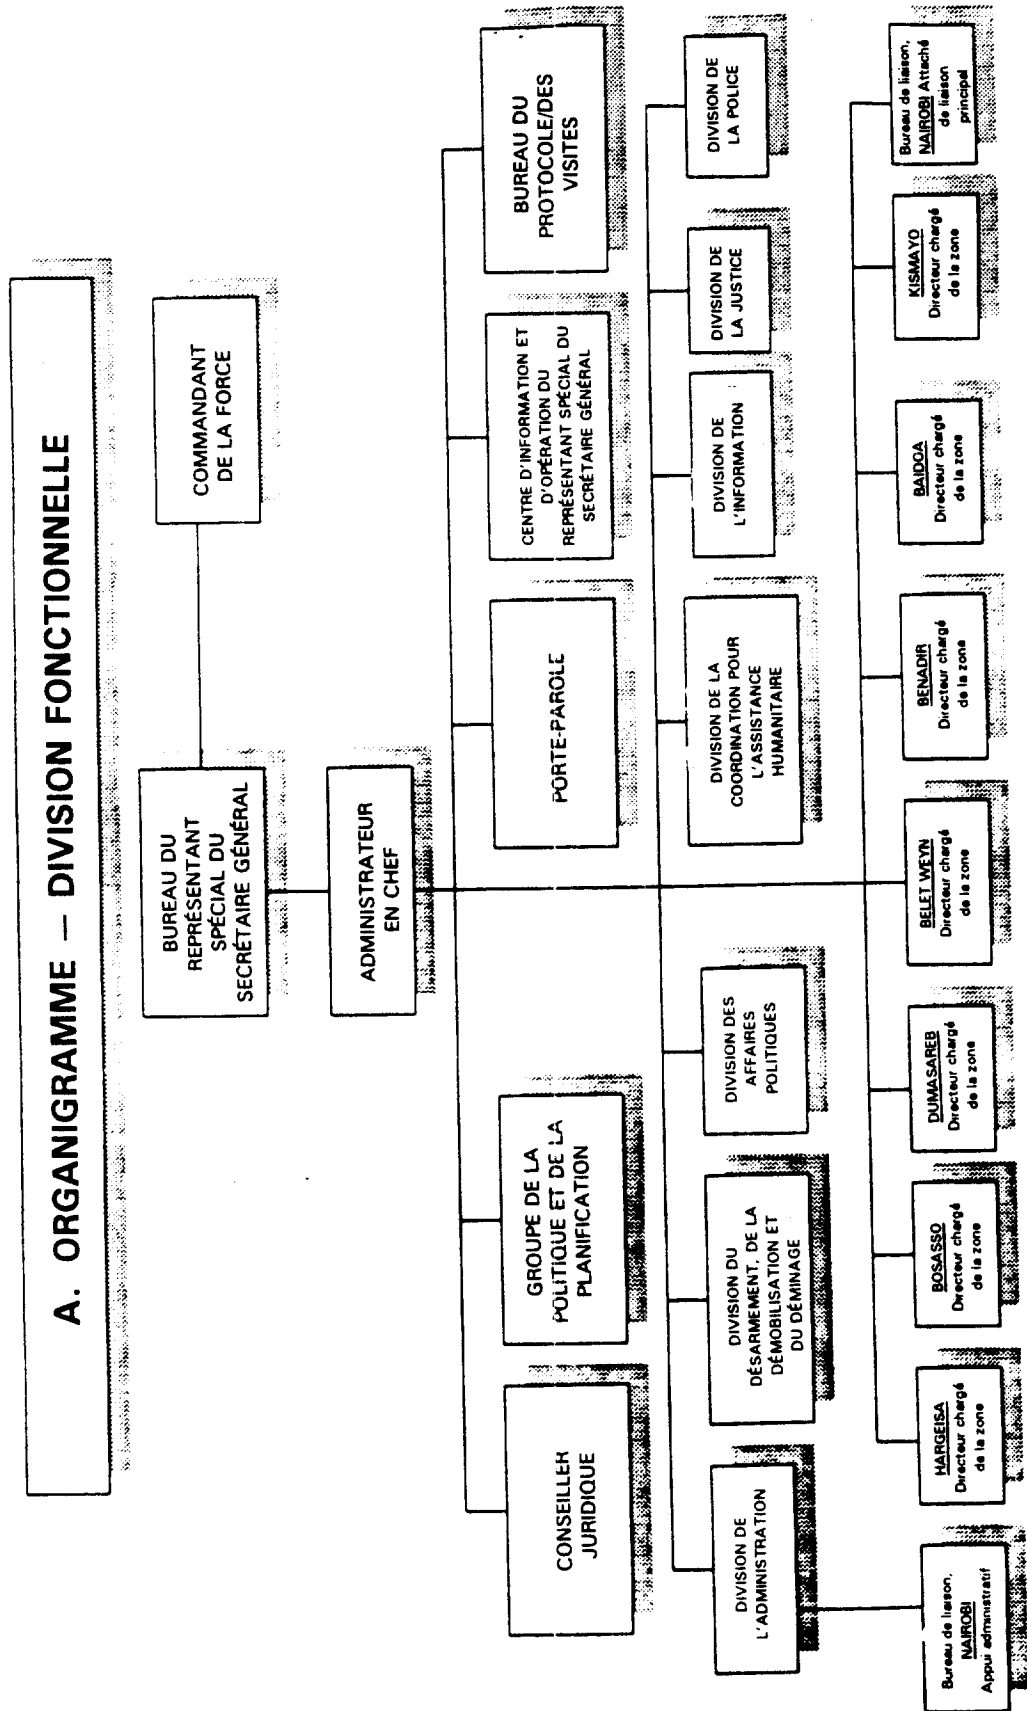 A. ORGANIGRAMME — DIVISION FONCTIONNELLE
BUREAU DU
REPRÉSENTANT
SPÉCIAL DU
SECRÉTAIRE GÉNÉRAL
COMMANDANT
DE LA FORCE
ADMINISTRATEUR
EN CHEF
CONSEILLER
JURIDIQUE
GROUPE DE LA
POLITIQUE ET DE LA
PLANIFICATION
PORTE-PAROLE
CENTRE D'INFORMATION ET
D'OPÉRATION DU
REPRÉSENTANT SPÉCIAL DU
SECRÉTAIRE GÉNÉRAL
BUREAU DU
PROTOCOLE/DES
VISITES
DIVISION DE
L'ADMINISTRATION
DIVISION DU
DÉSARMEMENT, DE LA
DÉMOBILISATION ET
DU DÉMINAGE
DIVISION DES
AFFAIRES
POLITIQUES
DIVISION DE LA
COORDINATION POUR
L'ASSISTANCE
HUMANITAIRE
DIVISION DE
L'INFORMATION
DIVISION DE
LA JUSTICE
DIVISION DE
LA POLICE
Bureau de liaison,
NAIROBI
Appui administratif
HARGEISA
Directeur chargé
de la zone
BOSASSO
Directeur chargé
de la zone
DUMASAREB
Directeur chargé
de la zone
BELET WEYN
Directeur chargé
de la zone
BENADIR
Directeur chargé
de la zone
BAIDOA
Directeur chargé
de la zone
KISMAYO
Directeur chargé
de la zone
Bureau de liaison,
NAIROBI Attaché
de liaison
principal